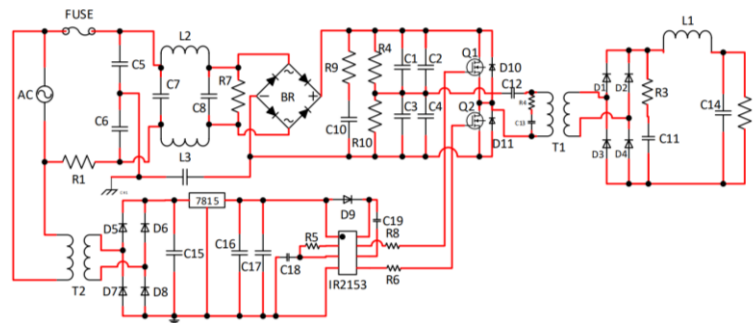 FUSE
L2
L1
AC
C5
C7
C8
R7
BR
R9
R4
C1
C2
Q1
D10
C12
D1
D2
R3
C14
C6
C10
R10
C3
C4
Q2
D11
T1
D3
D4
C11
R1
L3
7815
D9
C19
D5
D6
C15
C16
C17
C18
R5
R8
T2
D7
D8
IR2153
R6